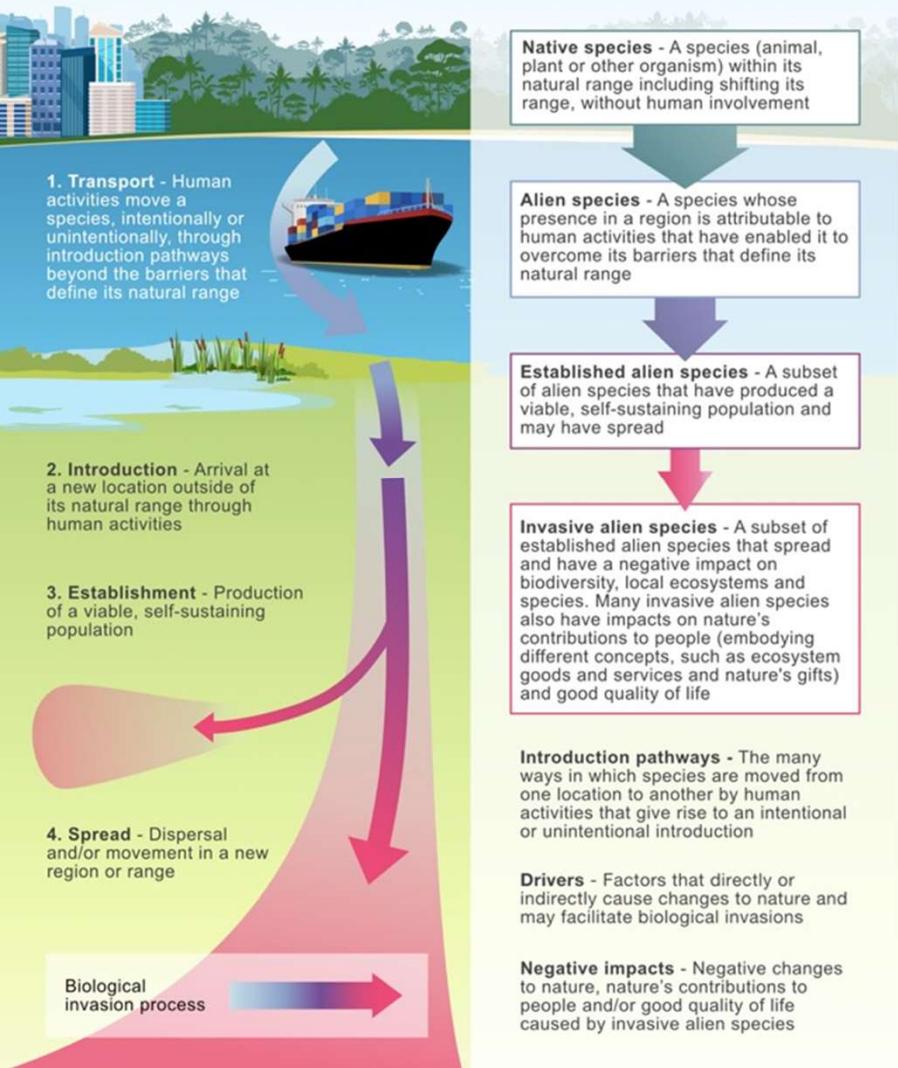 1. Transport - Human
activities move a
species, intentionally or
unintentionally, through
introduction pathways
beyond the barriers that
define its natural range
2. Introduction - Arrival at
a new location outside of
its natural range through
human activities
3. Establishment - Production
of a viable, self-sustaining
population
4. Spread - Dispersal
and/or movement in a new
region or range
Biological
invasion process
Native species - A species (animal,
plant or other organism) within its
natural range including shifting its
range, without human involvement
Alien species - A species whose
presence in a region is attributable to
human activities that have enabled it to
overcome its barriers that define its
natural range
Established alien species - A subset
of alien species that have produced a
viable, self-sustaining population and
may have spread
Invasive alien species - A subset of
established alien species that spread
and have a negative impact on
biodiversity, local ecosystems and
species. Many invasive alien species
also have impacts on nature's
contributions to people (embodying
different concepts, such as ecosystem
goods and services and nature's gifts)
and good quality of life
Introduction pathways - The many
ways in which species are moved from
one location to another by human
activities that give rise to an intentional
or unintentional introduction
Drivers - Factors that directly or
indirectly cause changes to nature and
may facilitate biological invasions
Negative impacts - Negative changes
to nature, nature's contributions to
people and/or good quality of life
caused by invasive alien species